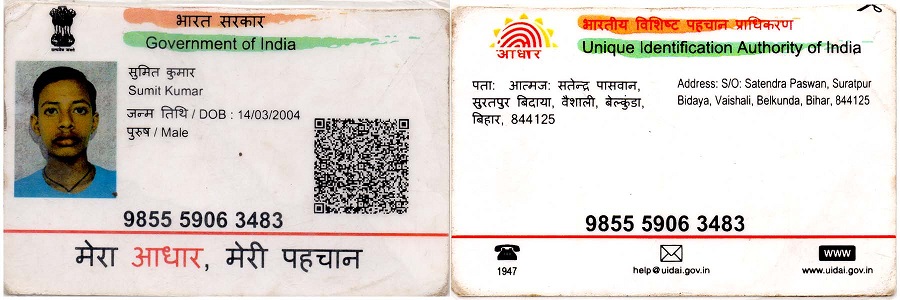 भारत सरकार
Government of India
सुमित कुमार
Sumit Kumar
जन्म तिथि / DOB : 14/03/2004
पुरुष / Male
9855 5906 3483
मेरा आधार, मेरी पहचान
भारतीय विशिष्ट पहचान प्राधिकरण
Unique Identification Authority of India
आधार
पता: आत्मज: सतेन्द्र पासवान,
सुरतपुर बिदाया, वैशाली, बेल्कुंडा,
बिहार, 844125
Address: S/O: Satendra Paswan, Suratpur
Bidaya, Vaishali, Belkunda, Bihar, 844125
9855 5906 3483
www
1947
help@uidai.gov.in
www.uidai.gov.in